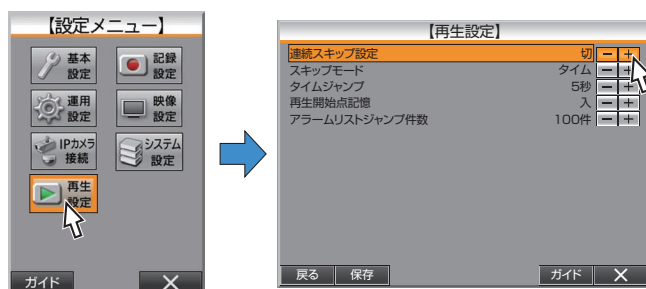 【設定メニュー】
基本
設定
記録
設定
運用
設定
映像
設定
IPカメラ
接続
システム
設定
再生
設定
ガイド ×
【再生設定】
連続スキップ設定 切 − +
スキップモード タイム − +
タイムジャンプ 5秒 − +
再生開始点記憶 入 − +
アラームリストジャンプ件数 100件 − +
戻る 保存 ガイド ×